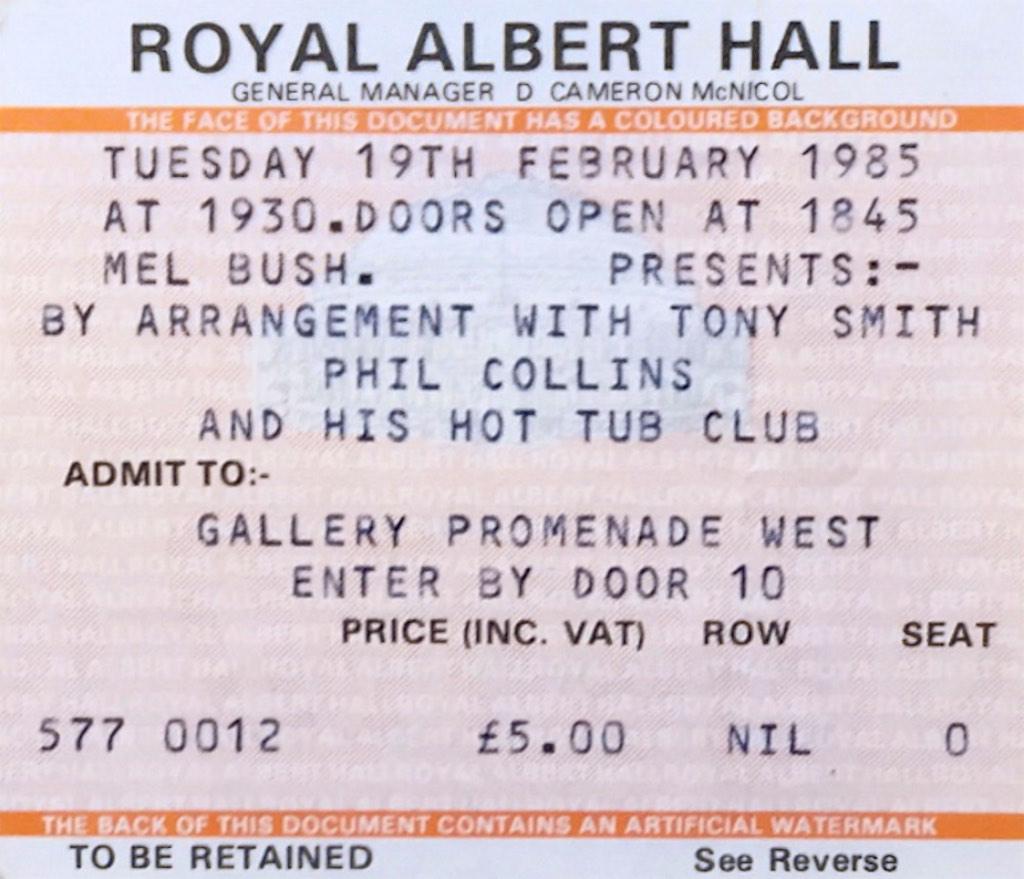 ROYAL ALBERT HALL
GENERAL MANAGER D CAMERON McNICOL
THE FACE OF THIS DOCUMENT HAS A COLOURED BACKGROUND
TUESDAY 19TH FEBRUARY 1985
AT 1930.DOORS OPEN AT 1845
MEL BUSH. PRESENTS:-
BY ARRANGEMENT WITH TONY SMITH
PHIL COLLINS
AND HIS HOT TUB CLUB
ADMIT TO:-
GALLERY PROMENADE WEST
ENTER BY DOOR 10
PRICE (INC. VAT) ROW SEAT
577 0012 £5.00 NIL 0
THE BACK OF THIS DOCUMENT CONTAINS AN ARTIFICIAL WATERMARK
TO BE RETAINED See Reverse